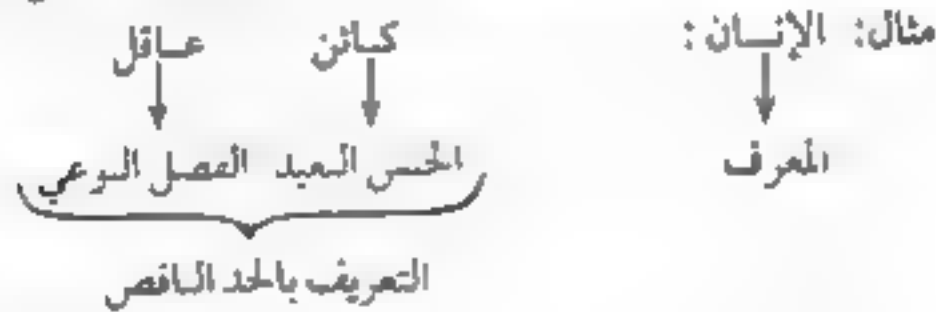 مثال: الإنسان: كائن عاقل
المعرف الجنس البعيد الفصل النوعي
التعريف بالحد الناقص